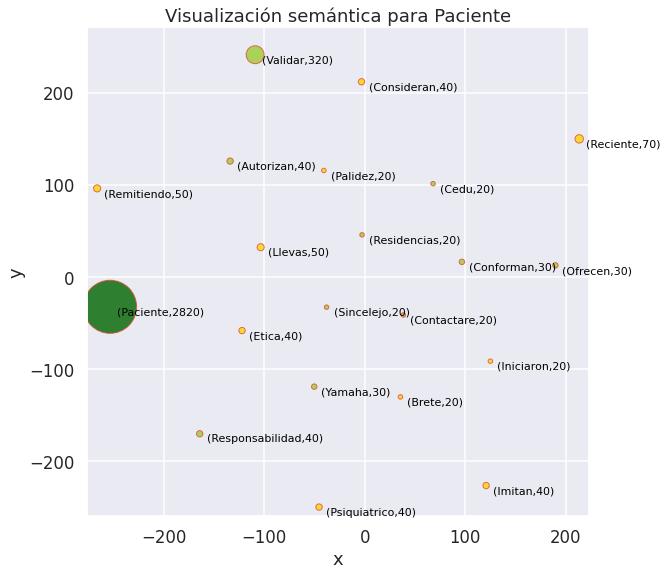 Visualización semántica para Paciente
(Validar,320)
(Consideran,40)
(Reciente,70)
(Autorizan,40)
(Palidez,20)
(Remitiendo,50)
(Cedu,20)
(Llevas,50)
(Residencias,20)
(Conforman,30)
(Ofrecen,30)
(Paciente,2820)
(Sincelejo,20)
(Contactare,20)
(Etica,40)
(Iniciaron,20)
(Yamaha,30)
(Brete,20)
(Responsabilidad,40)
(Imitan,40)
(Psiquiatrico,40)
200
100
0
−100
−200
y
−200 −100 0 100 200
x